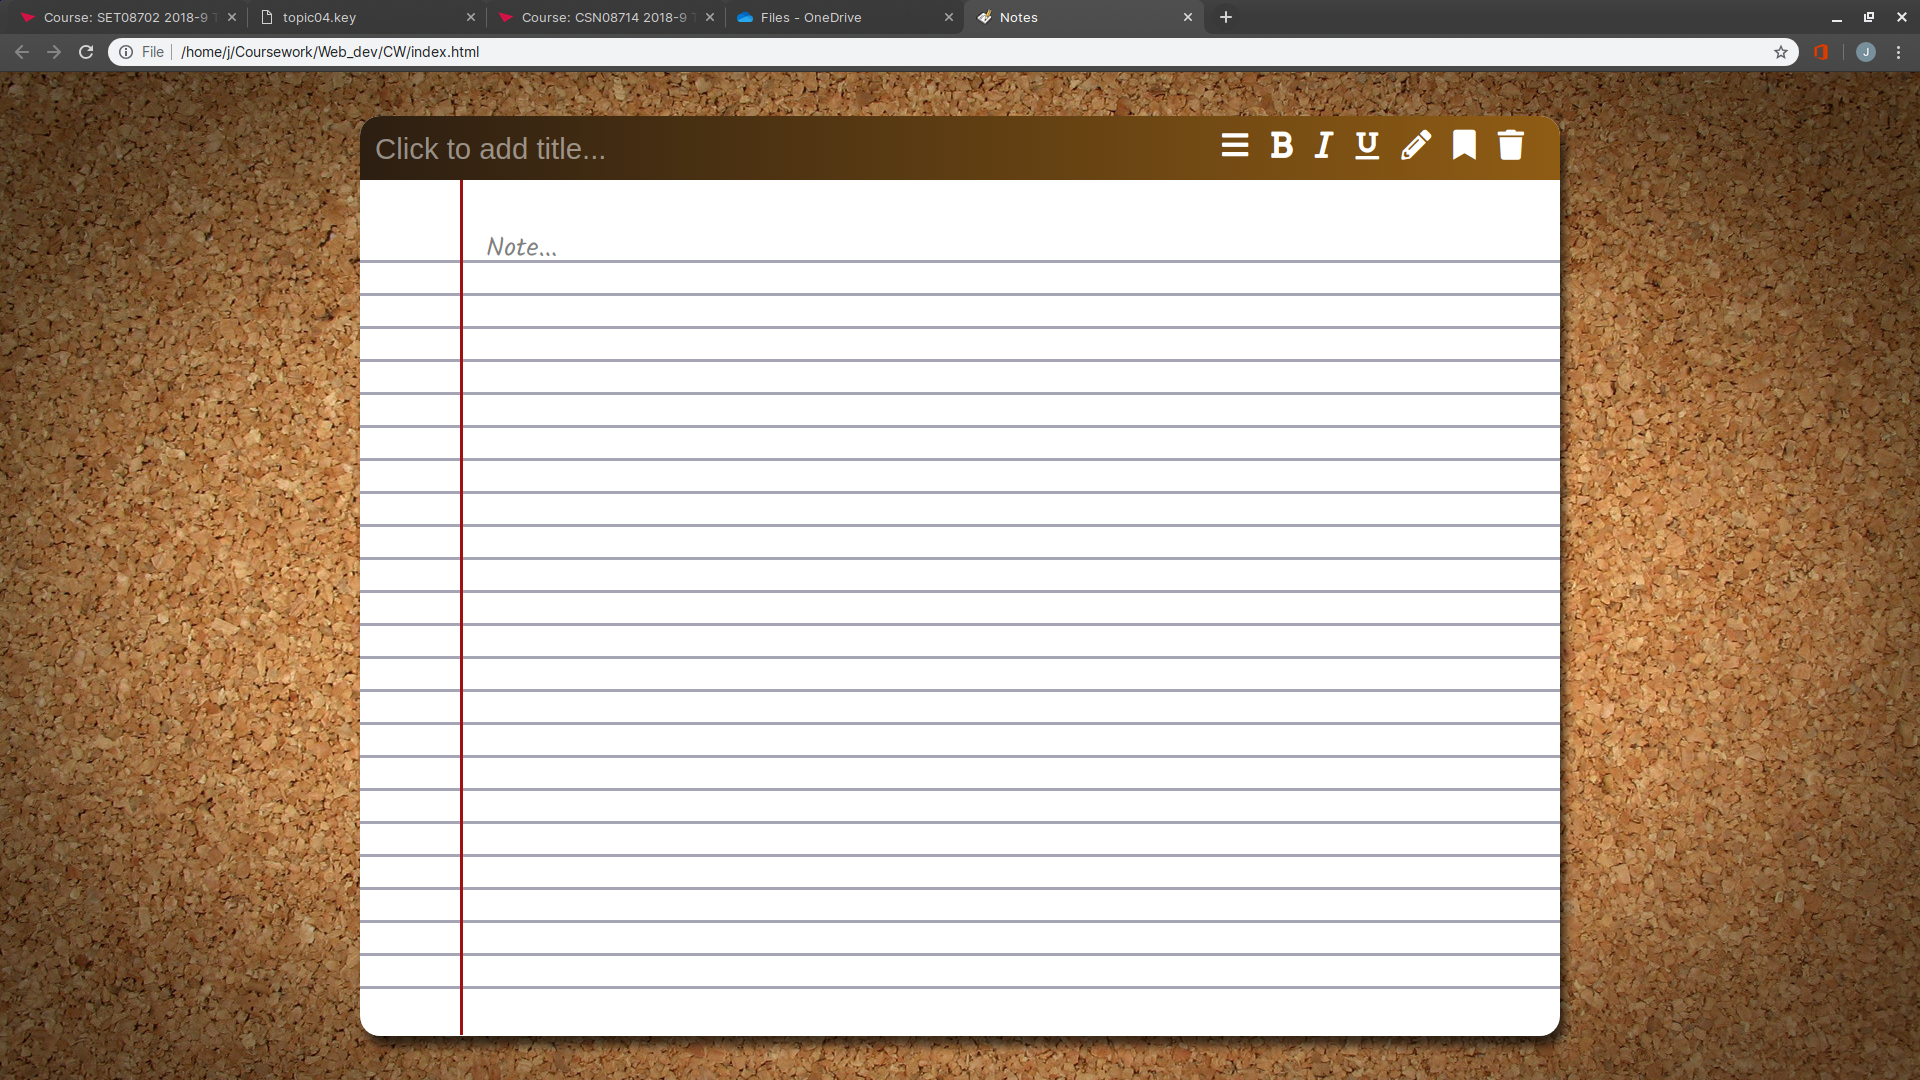 Course: SET08702 2018-9 T
topic04.key
Course: CSN08714 2018-9 T
Files - OneDrive
Notes
File
/home/j/Coursework/Web_dev/CW/index.html
J
Click to add title...
B I U
Note...